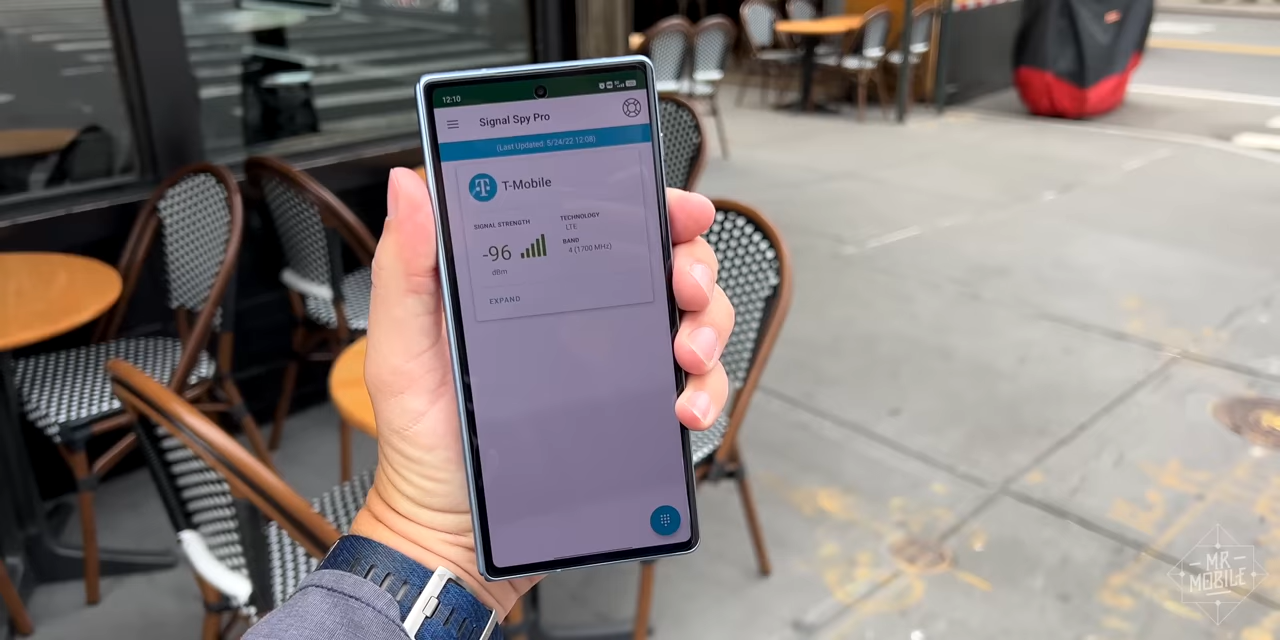 12:10
Signal Spy Pro
(Last Updated: 5/24/22 12:08)
T
T-Mobile
SIGNAL STRENGTH
-96
dBm
TECHNOLOGY
LTE
BAND
4 (1700 MHz)
EXPAND
MR
MOBILE